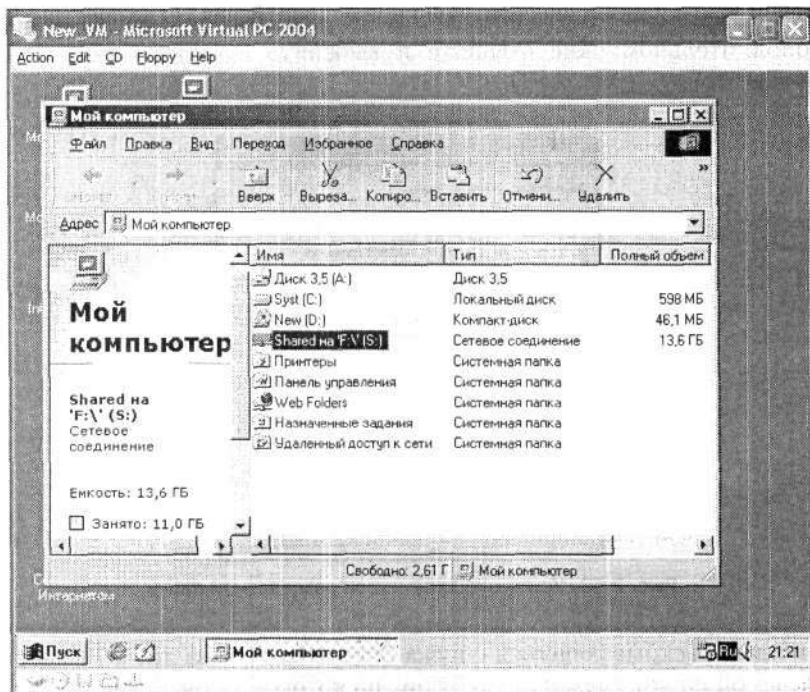 New_VM - Microsoft Virtual PC 2004
Action Edit CD Floppy Help
Мой компьютер
Файл Правка Вид Переход Избранное Справка
Вверх Выреза... Копиро... Вставить Отмени... Удалить
Адрес Мой компьютер
Имя Тип Полный объем
Диск 3,5 (A:) Диск 3,5
Syst (C:) Локальный диск 598 МБ
New (D:) Компакт-диск 46,1 МБ
Shared на 'F:\' (S:) Сетевое соединение 13,6 ГБ
Принтеры Системная папка
Панель управления Системная папка
Web Folders Системная папка
Назначенные задания Системная папка
Удаленный доступ к сети Системная папка
Мой
компьютер
Shared на
'F:\' (S:)
Сетевое
соединение
Емкость: 13,6 ГБ
Занято: 11,0 ГБ
Свободно: 2,61 Г Мой компьютер
Интернетом
Пуск Мой компьютер Ru 21:21